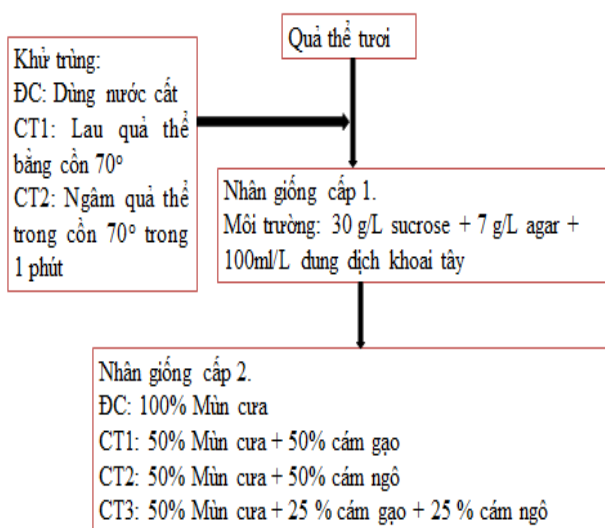 Quả thể tươi
Khử trùng:
ĐC: Dùng nước cất
CT1: Lau quả thể
bằng cồn 70°
CT2: Ngâm quả thể
trong cồn 70° trong
1 phút
Nhân giống cấp 1.
Môi trường: 30 g/L sucrose + 7 g/L agar +
100ml/L dung dịch khoai tây
Nhân giống cấp 2.
ĐC: 100% Mùn cưa
CT1: 50% Mùn cưa + 50% cám gạo
CT2: 50% Mùn cưa + 50% cám ngô
CT3: 50% Mùn cưa + 25 % cám gạo + 25 % cám ngô